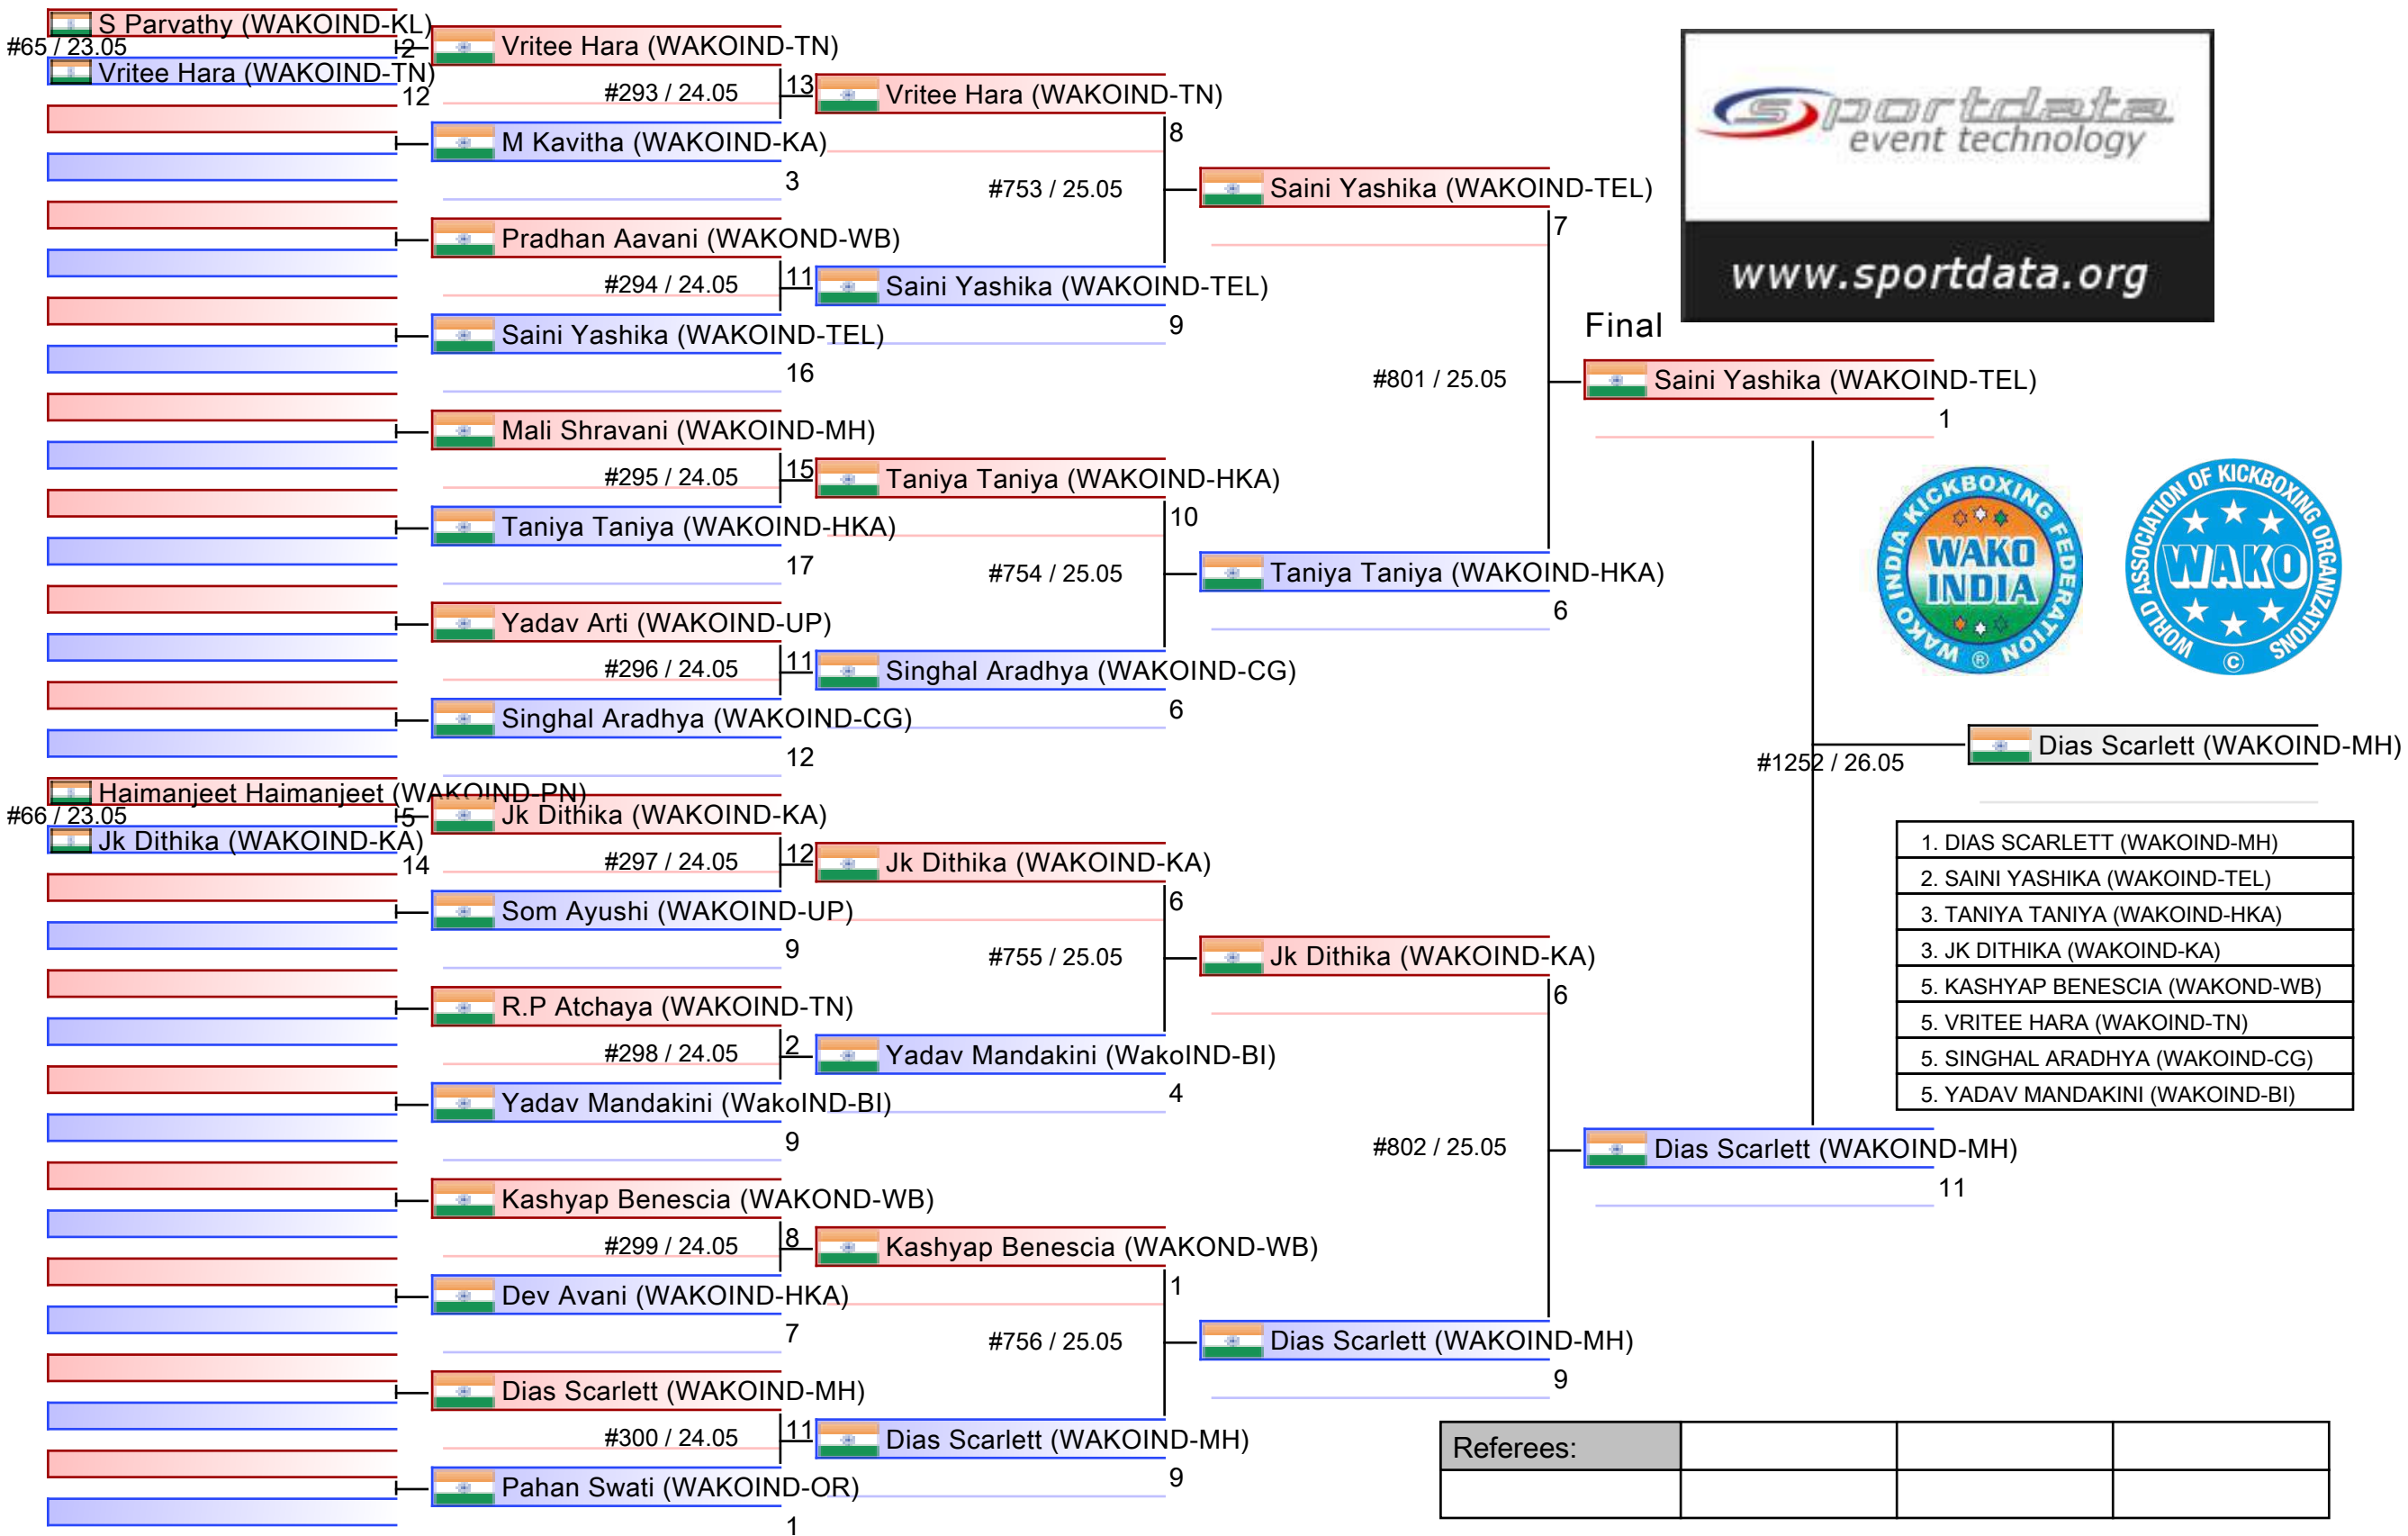 S Parvathy (WAKOIND-KL)
#65 / 23.05
2
Vritee Hara (WAKOIND-TN)
12
Haimanjeet Haimanjeet (WAKOIND-PN)
#66 / 23.05
5
Jk Dithika (WAKOIND-KA)
14
Vritee Hara (WAKOIND-TN)
#293 / 24.05
13
M Kavitha (WAKOIND-KA)
3
Pradhan Aavani (WAKOND-WB)
#294 / 24.05
11
Saini Yashika (WAKOIND-TEL)
16
Mali Shravani (WAKOIND-MH)
#295 / 24.05
15
Taniya Taniya (WAKOIND-HKA)
17
Yadav Arti (WAKOIND-UP)
#296 / 24.05
11
Singhal Aradhya (WAKOIND-CG)
12
Jk Dithika (WAKOIND-KA)
#297 / 24.05
12
Som Ayushi (WAKOIND-UP)
9
R.P Atchaya (WAKOIND-TN)
#298 / 24.05
2
Yadav Mandakini (WakoIND-BI)
9
Kashyap Benescia (WAKOND-WB)
#299 / 24.05
8
Dev Avani (WAKOIND-HKA)
7
Dias Scarlett (WAKOIND-MH)
#300 / 24.05
11
Pahan Swati (WAKOIND-OR)
1
Vritee Hara (WAKOIND-TN)
8
#753 / 25.05
Saini Yashika (WAKOIND-TEL)
9
Taniya Taniya (WAKOIND-HKA)
10
#754 / 25.05
Singhal Aradhya (WAKOIND-CG)
6
Jk Dithika (WAKOIND-KA)
6
#755 / 25.05
Yadav Mandakini (WakoIND-BI)
4
Kashyap Benescia (WAKOND-WB)
1
#756 / 25.05
Dias Scarlett (WAKOIND-MH)
9
Saini Yashika (WAKOIND-TEL)
7
#801 / 25.05
Taniya Taniya (WAKOIND-HKA)
6
Jk Dithika (WAKOIND-KA)
6
#802 / 25.05
Dias Scarlett (WAKOIND-MH)
9
Final
Saini Yashika (WAKOIND-TEL)
1
#1252 / 26.05
Dias Scarlett (WAKOIND-MH)
11
Dias Scarlett (WAKOIND-MH)
sportdata
event technology
www.sportdata.org
WAKO INDIA KICKBOXING FEDERATION
WAKO
INDIA
®
WORLD ASSOCIATION OF KICKBOXING ORGANIZATIONS
WAKO
©
1. DIAS SCARLETT (WAKOIND-MH)
2. SAINI YASHIKA (WAKOIND-TEL)
3. TANIYA TANIYA (WAKOIND-HKA)
3. JK DITHIKA (WAKOIND-KA)
5. KASHYAP BENESCIA (WAKOND-WB)
5. VRITEE HARA (WAKOIND-TN)
5. SINGHAL ARADHYA (WAKOIND-CG)
5. YADAV MANDAKINI (WAKOIND-BI)
Referees: